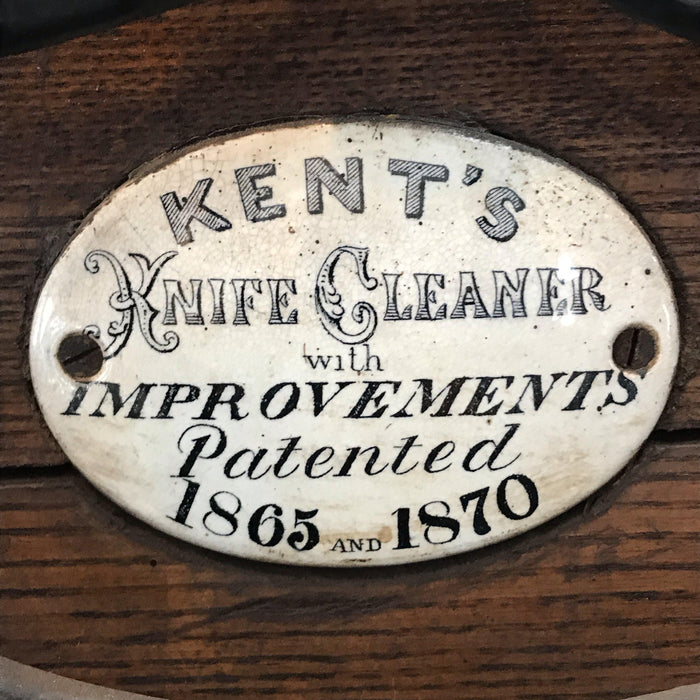 KENT'S
KNIFE CLEANER
with
IMPROVEMENTS
Patented
1865 AND 1870